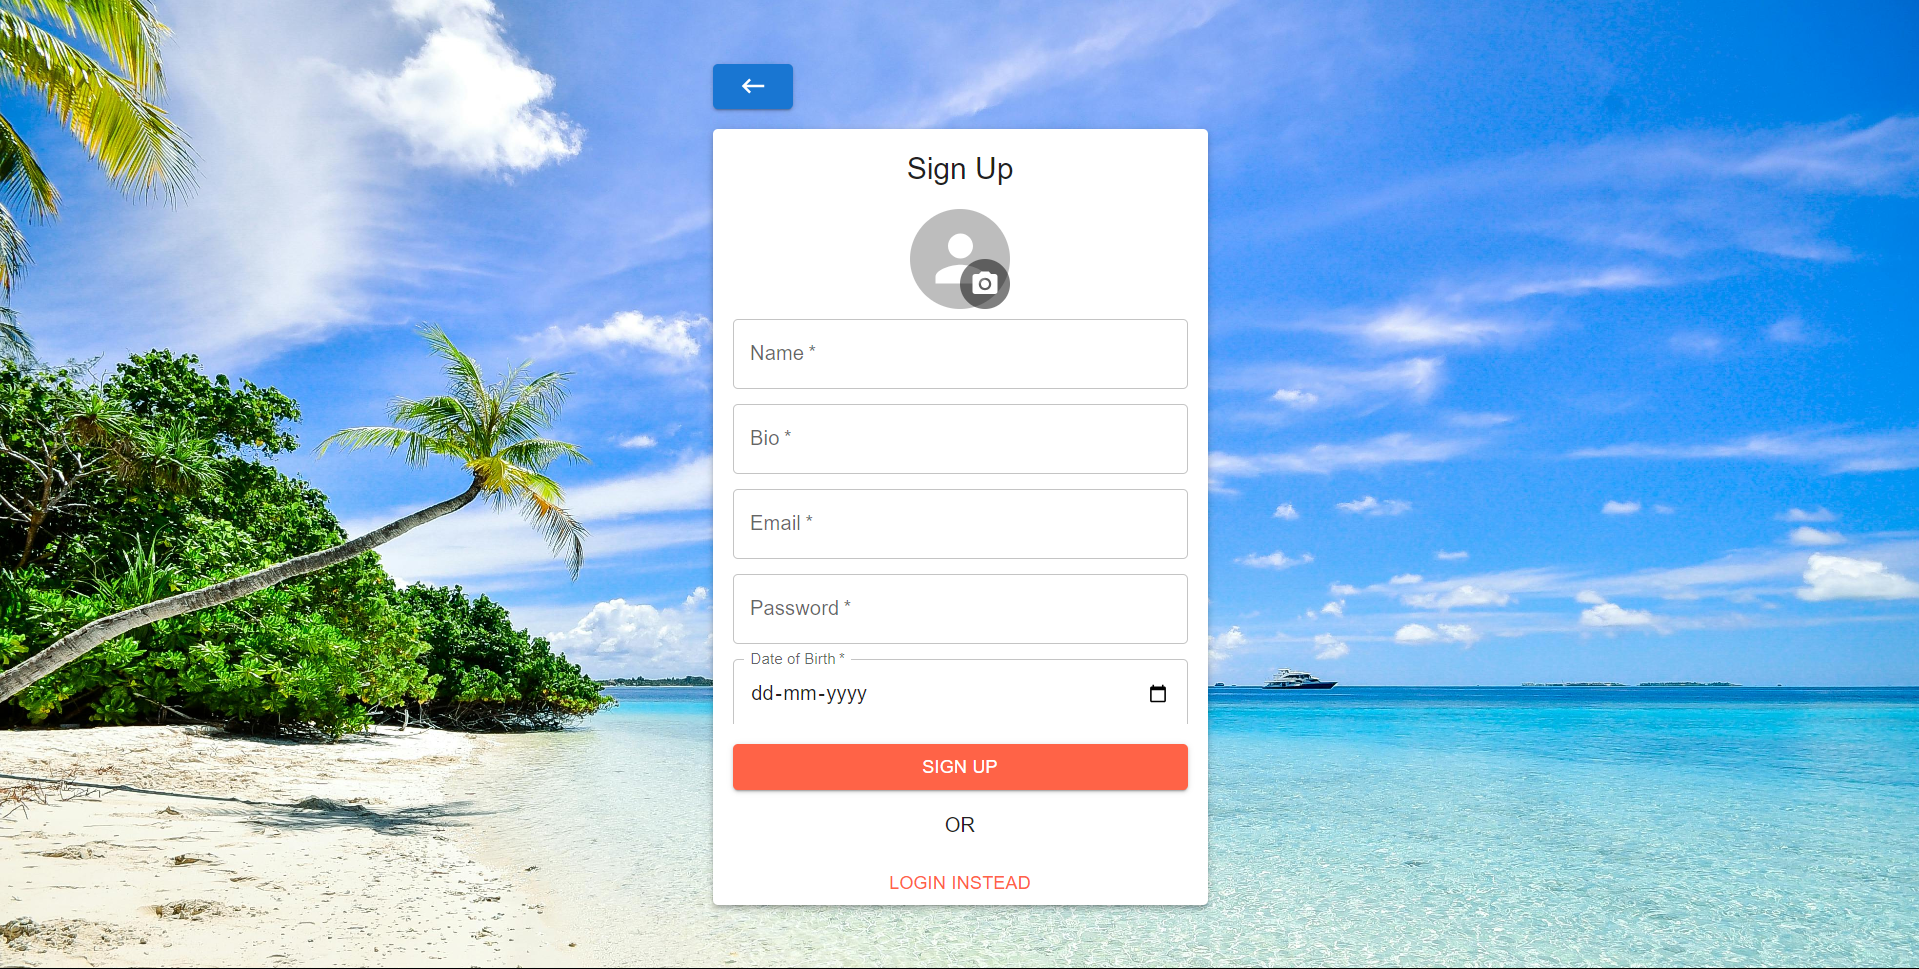 Sign Up
Name *
Bio *
Email *
Password *
Date of Birth *
dd-mm-yyyy
SIGN UP
OR
LOGIN INSTEAD